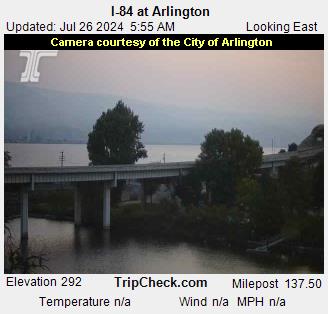 I-84 at Arlington
Updated: Jul 26 2024 5:55 AM Looking East
Camera courtesy of the City of Arlington
Elevation 292 TripCheck.com Milepost 137.50
Temperature n/a Wind n/a MPH n/a